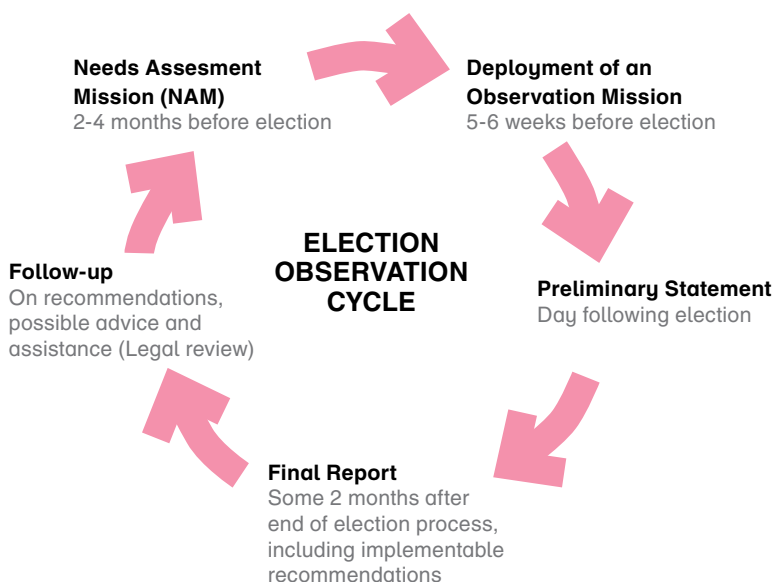 Needs Assesment
Mission (NAM)
2-4 months before election
Deployment of an
Observation Mission
5-6 weeks before election
ELECTION
OBSERVATION
CYCLE
Preliminary Statement
Day following election
Final Report
Some 2 months after
end of election process,
including implementable
recommendations
Follow-up
On recommendations,
possible advice and
assistance (Legal review)